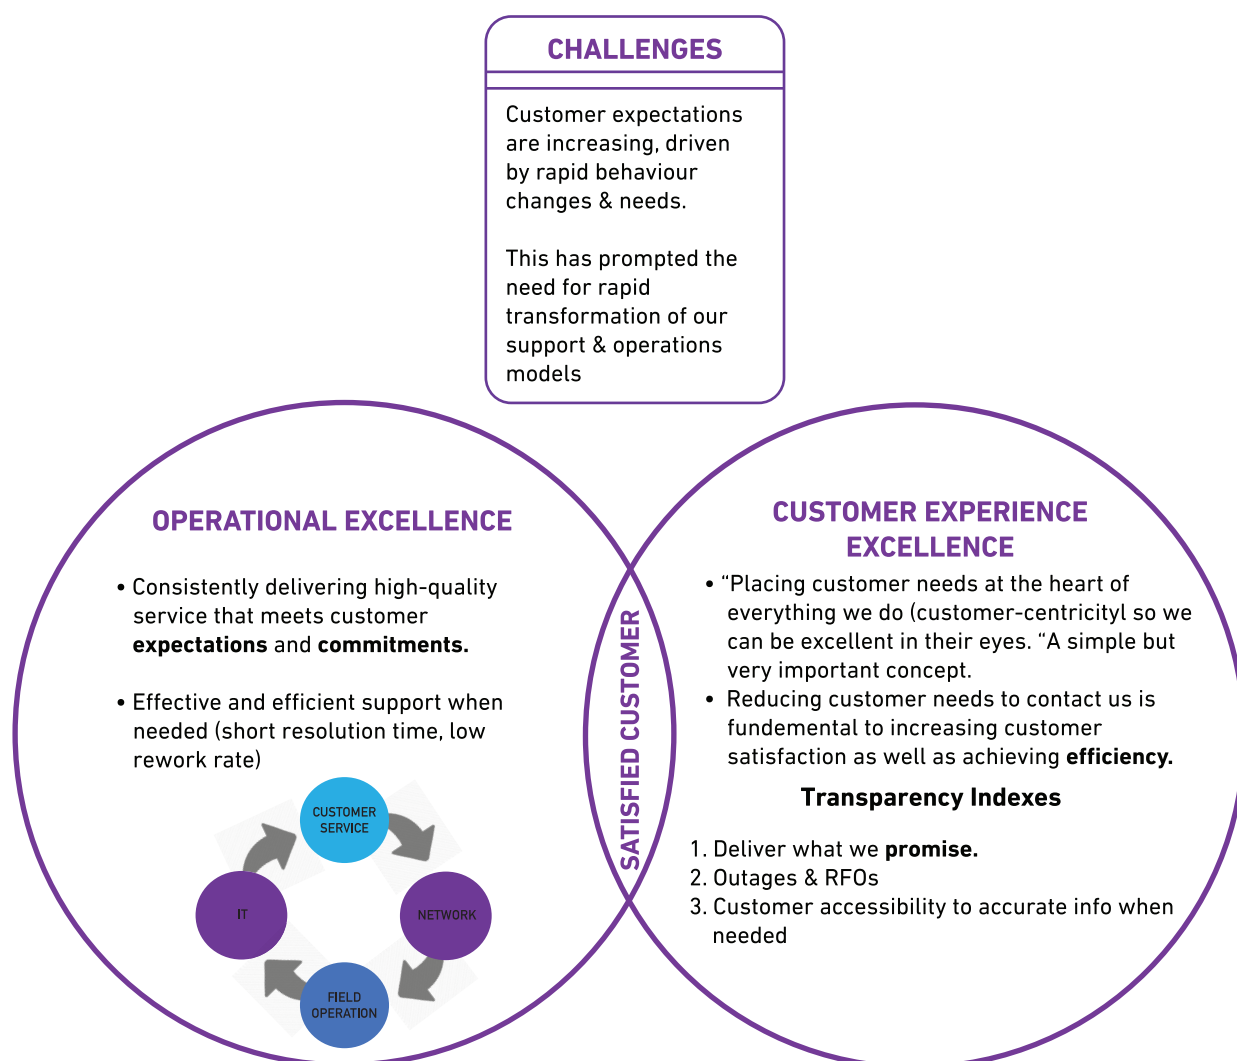 CHALLENGES
Customer expectations
are increasing, driven
by rapid behaviour
changes & needs.
This has prompted the
need for rapid
transformation of our
support & operations
models
OPERATIONAL EXCELLENCE
• Consistently delivering high-quality
service that meets customer
expectations and commitments.
• Effective and efficient support when
needed (short resolution time, low
rework rate)
CUSTOMER
SERVICE
IT
NETWORK
FIELD
OPERATION
SATISFIED CUSTOMER
CUSTOMER EXPERIENCE
EXCELLENCE
• “Placing customer needs at the heart of
everything we do (customer-centricityl so we
can be excellent in their eyes. “A simple but
very important concept.
• Reducing customer needs to contact us is
fundemental to increasing customer
satisfaction as well as achieving efficiency.
Transparency Indexes
1. Deliver what we promise.
2. Outages & RFOs
3. Customer accessibility to accurate info when
needed